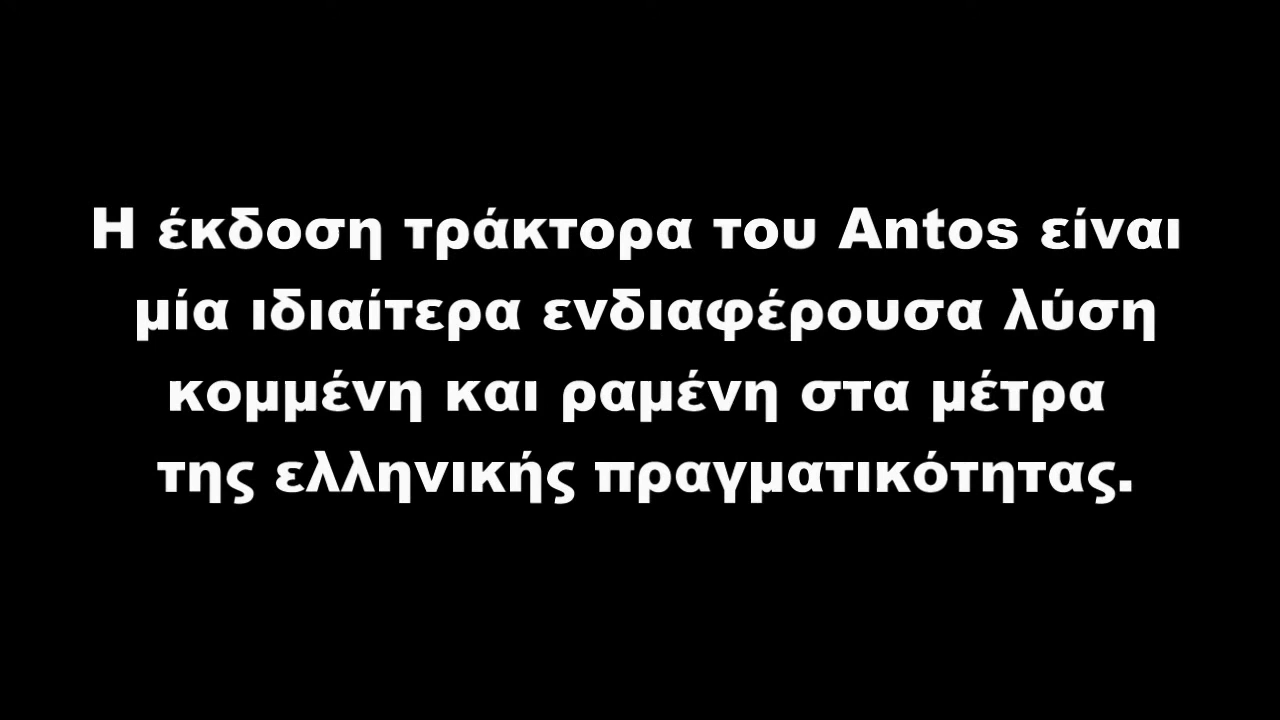 Η έκδοση τράκτορα του Antos είναι
μία ιδιαίτερα ενδιαφέρουσα λύση
κομμένη και ραμένη στα μέτρα
της ελληνικής πραγματικότητας.